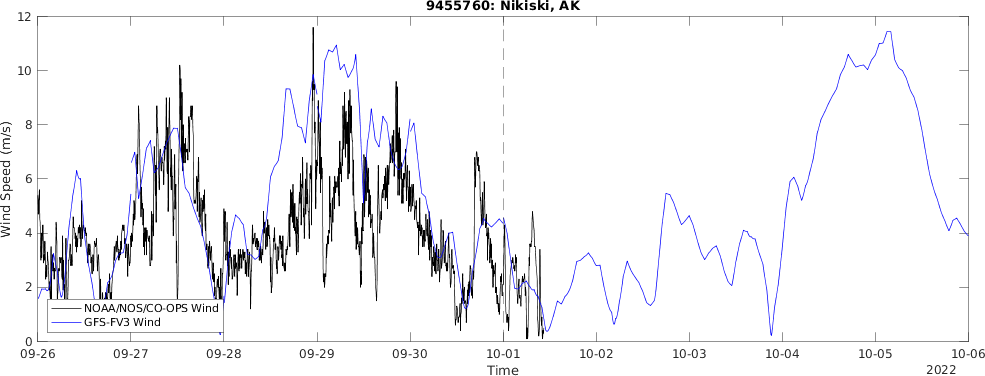 9455760: Nikiski, AK
Wind Speed (m/s)
12
10
8
6
4
2
0
NOAA/NOS/CO-OPS Wind
GFS-FV3 Wind
09-26 09-27 09-28 09-29 09-30 10-01 10-02 10-03 10-04 10-05 10-06
Time
2022